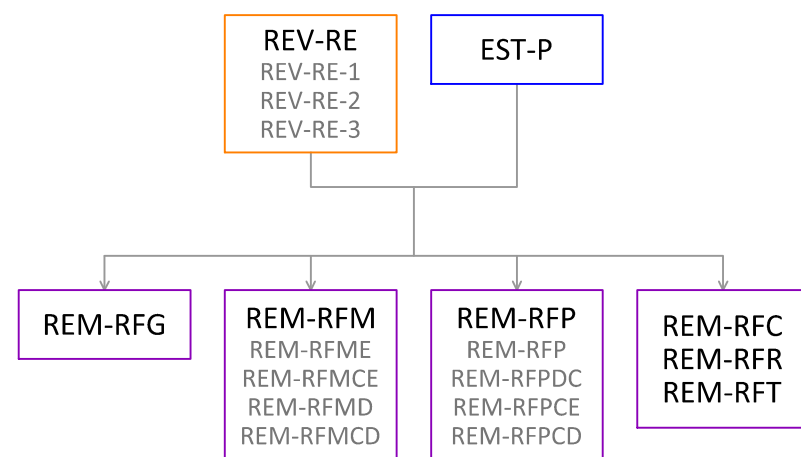 REV-RE
REV-RE-1
REV-RE-2
REV-RE-3
EST-P
REM-RFG
REM-RFM
REM-RFME
REM-RFMCE
REM-RFMD
REM-RFMCD
REM-RFP
REM-RFP
REM-RFPDC
REM-RFPCE
REM-RFPCD
REM-RFC
REM-RFR
REM-RFT